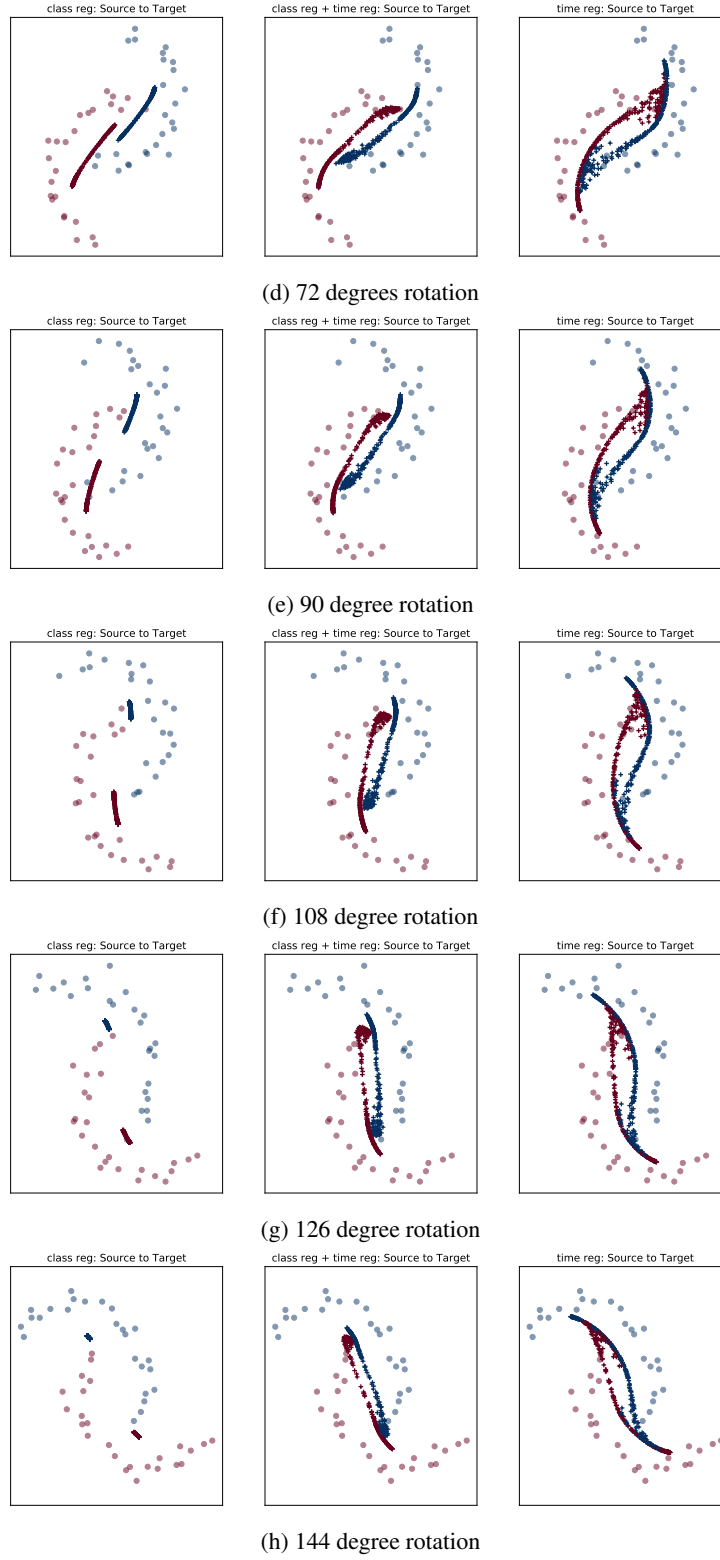 class reg: Source to Target
class reg + time reg: Source to Target
time reg: Source to Target
(d) 72 degrees rotation
class reg: Source to Target
class reg + time reg: Source to Target
time reg: Source to Target
(e) 90 degree rotation
class reg: Source to Target
class reg + time reg: Source to Target
time reg: Source to Target
(f) 108 degree rotation
class reg: Source to Target
class reg + time reg: Source to Target
time reg: Source to Target
(g) 126 degree rotation
class reg: Source to Target
class reg + time reg: Source to Target
time reg: Source to Target
(h) 144 degree rotation